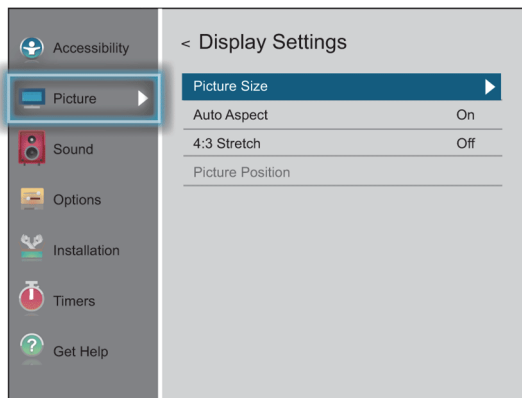 Accessibility
Picture
Sound
Options
Installation
Timers
Get Help
< Display Settings
Picture Size
Auto Aspect On
4:3 Stretch Off
Picture Position